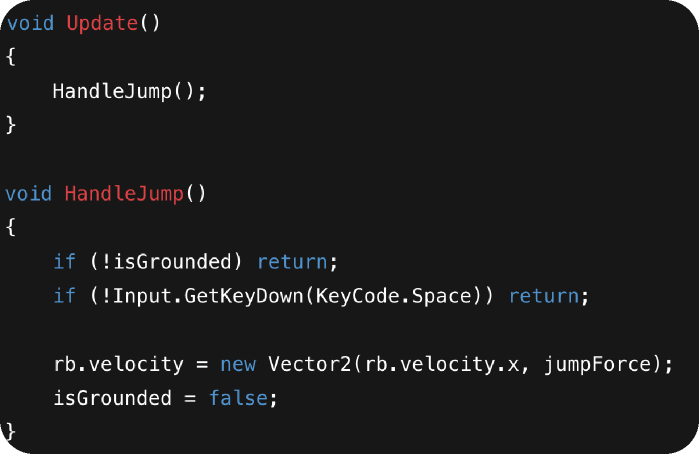 void Update()
{
    HandleJump();
}

void HandleJump()
{
    if (!isGrounded) return;
    if (!Input.GetKeyDown(KeyCode.Space)) return;

    rb.velocity = new Vector2(rb.velocity.x, jumpForce);
    isGrounded = false;
}